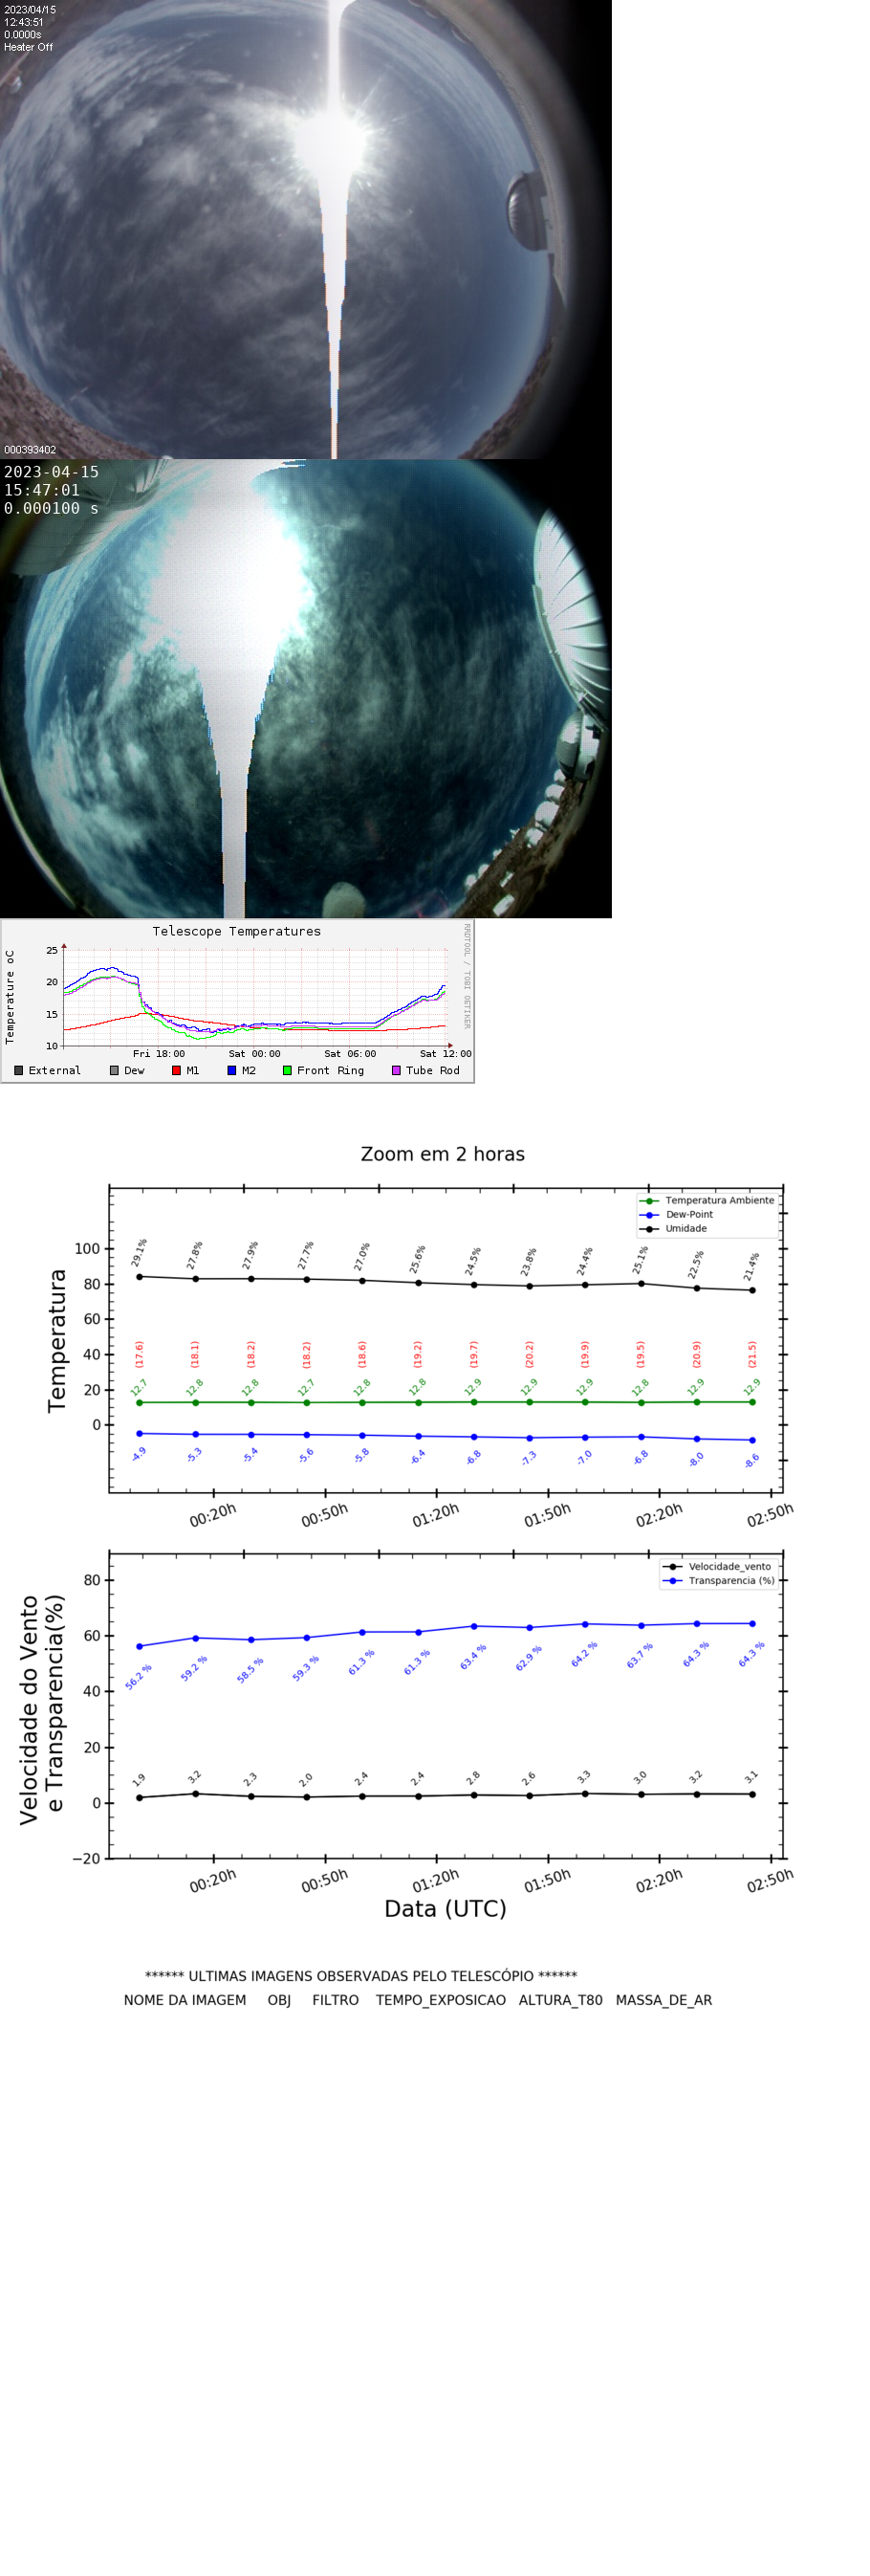 2023/04/15
12:43:51
0.0000s
Heater Off
000393402
2023-04-15
15:47:01
0.000100 s
Telescope Temperatures
RRDTOOL / TOBI OETIKER
Temperature oC
25
20
15
10
Fri 18:00 Sat 00:00 Sat 06:00 Sat 12:00
External Dew M1 M2 Front Ring Tube Rod
Zoom em 2 horas
Temperatura Ambiente
Dew-Point
Umidade
Temperatura
100
80
60
40
20
0
29.1% 27.8% 27.9% 27.7% 27.0% 25.6% 24.5% 23.8% 24.4% 25.1% 22.5% 21.4%
(17.6) (18.1) (18.2) (18.2) (18.6) (19.2) (19.7) (20.2) (19.9) (19.5) (20.9) (21.5)
12.7 12.8 12.8 12.7 12.8 12.8 12.9 12.9 12.9 12.8 12.9 12.9
-4.9 -5.3 -5.4 -5.6 -5.8 -6.4 -6.8 -7.3 -7.0 -6.8 -8.0 -8.6
00:20h 00:50h 01:20h 01:50h 02:20h 02:50h
Velocidade_vento
Transparencia (%)
Velocidade do Vento
e Transparencia(%)
80
60
40
20
0
−20
56.2 % 59.2 % 58.5 % 59.3 % 61.3 % 61.3 % 63.4 % 62.9 % 64.2 % 63.7 % 64.3 % 64.3 %
1.9 3.2 2.3 2.0 2.4 2.4 2.8 2.6 3.3 3.0 3.2 3.1
00:20h 00:50h 01:20h 01:50h 02:20h 02:50h
Data (UTC)
****** ULTIMAS IMAGENS OBSERVADAS PELO TELESCÓPIO ******
NOME DA IMAGEM OBJ FILTRO TEMPO_EXPOSICAO ALTURA_T80 MASSA_DE_AR